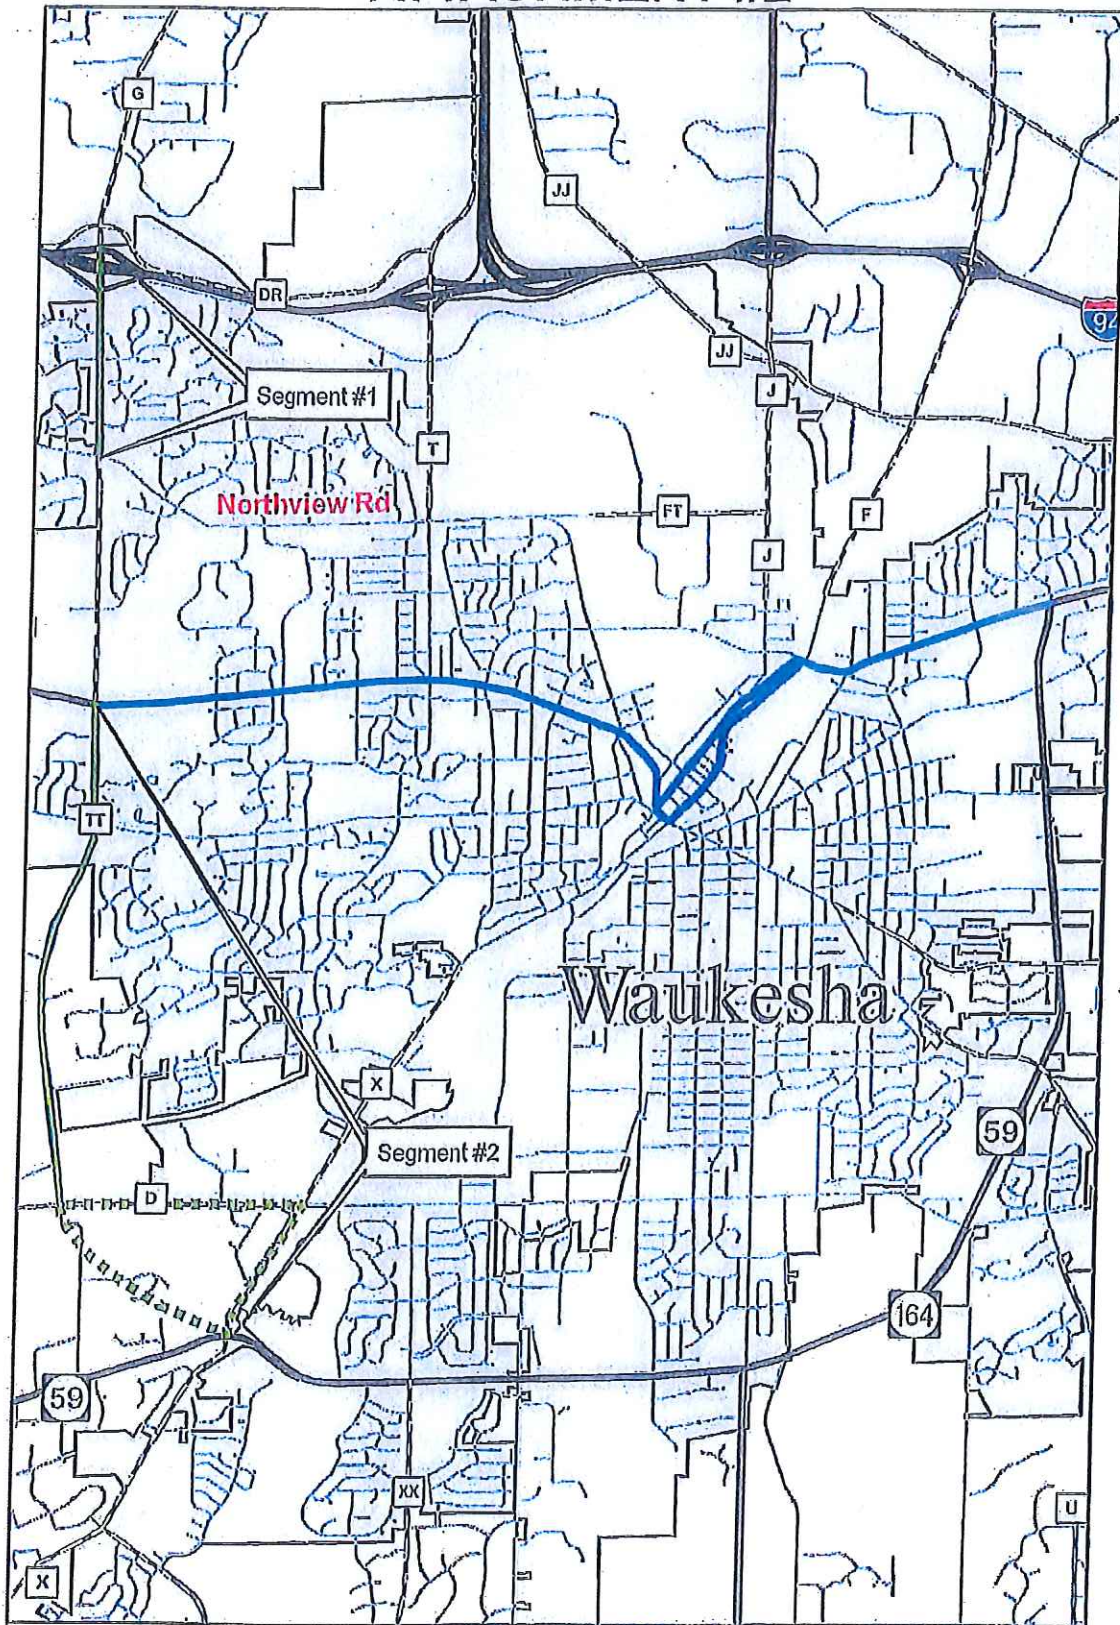 G
JJ
DR
94
JJ
J
Segment #1
T
Northview Rd
FT
F
J
TT
Waukesha
X
59
Segment #2
D
164
59
XX
U
X